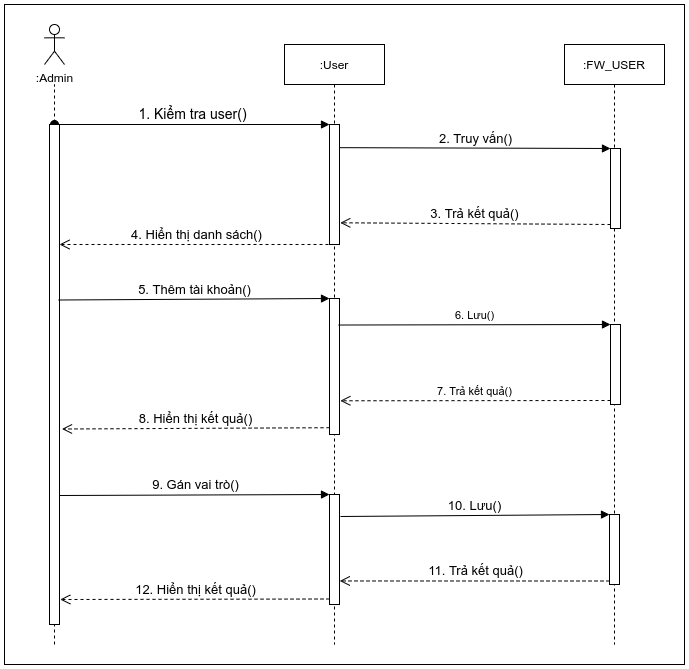 :Admin
:User
:FW_USER
1. Kiểm tra user()
2. Truy vấn()
3. Trả kết quả()
4. Hiển thị danh sách()
5. Thêm tài khoản()
6. Lưu()
7. Trả kết quả()
8. Hiển thị kết quả()
9. Gán vai trò()
10. Lưu()
11. Trả kết quả()
12. Hiển thị kết quả()